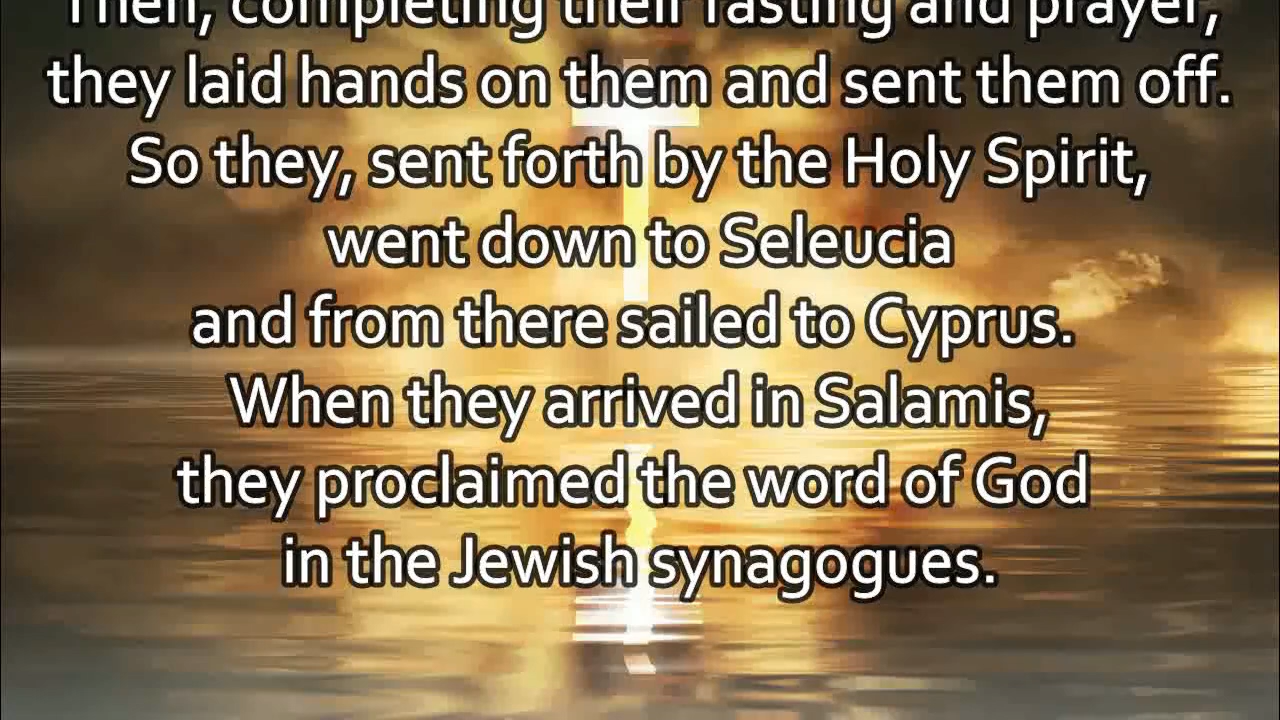 Then, completing their fasting and prayer,
they laid hands on them and sent them off.
So they, sent forth by the Holy Spirit,
went down to Seleucia
and from there sailed to Cyprus.
When they arrived in Salamis,
they proclaimed the word of God
in the Jewish synagogues.